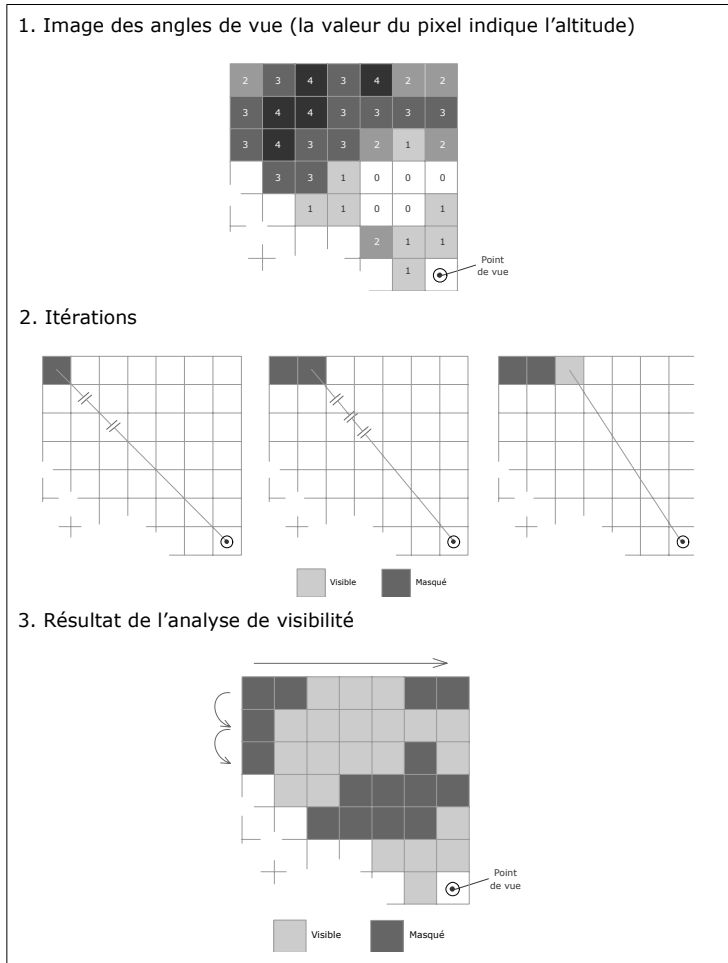 1. Image des angles de vue (la valeur du pixel indique l’altitude)
2 3 4 3 4 2 2
3 4 4 3 3 3 3
3 4 3 3 2 1 2
3 3 1 0 0 0
1 1 0 0 1
2 1 1
1
Point
de vue
2. Itérations
Visible Masqué
3. Résultat de l’analyse de visibilité
Point
de vue
Visible Masqué